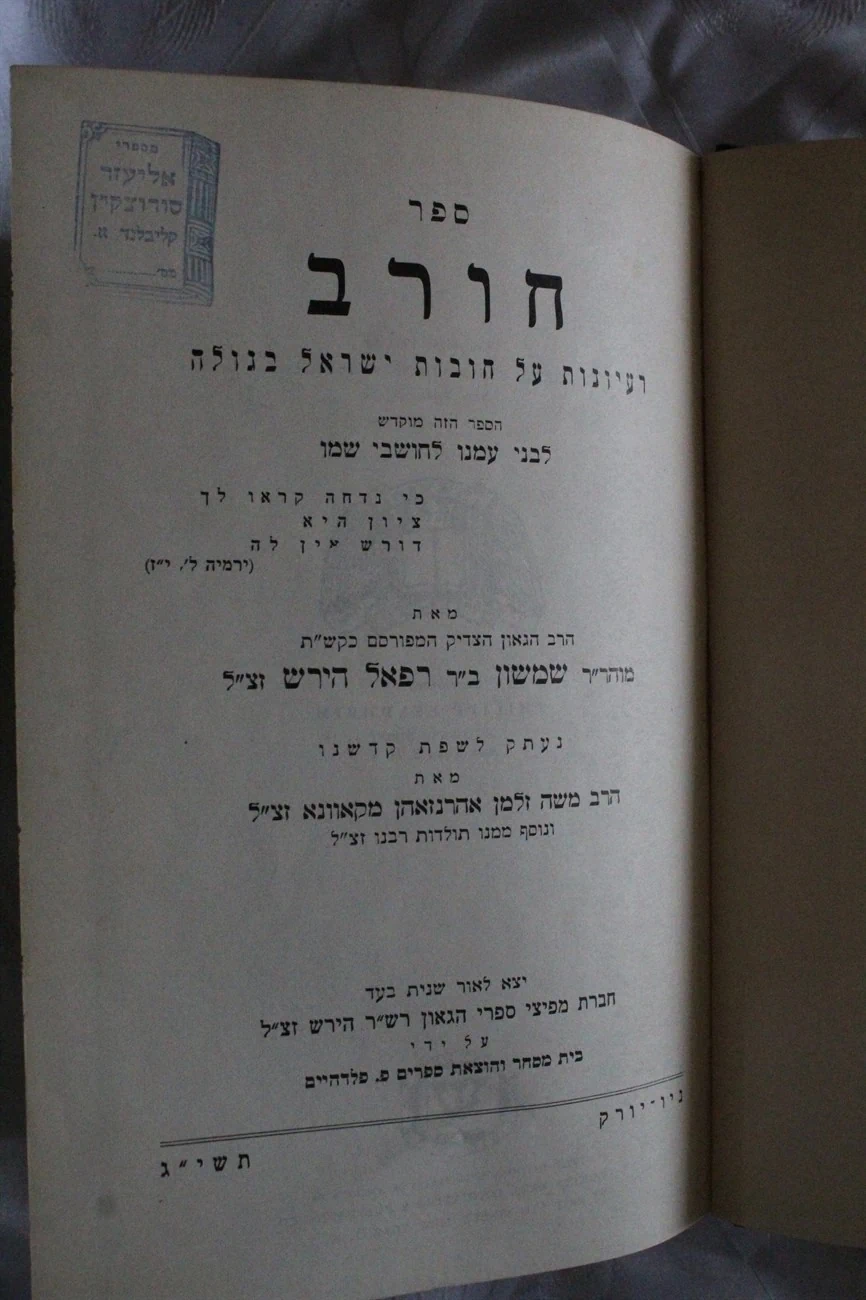 מספרי
אליעזר
סורוצקין
קליבלנד א.
מס'
ספר
חורב
ועיונות על חובות ישראל בגולה
הספר הזה מוקדש
לבני עמנו לחושבי שמו
כי נדחה קראו לך
ציון היא
דורש אין לה
(ירמיה ל', י"ז)
מאת
הרב הגאון הצדיק המפורסם כקש"ת
מוהר"ר שמשון ב"ר רפאל הירש זצ"ל
נעתק לשפת קדשנו
מאת
הרב משה זלמן אהרנזאהן מקאוונא זצ"ל
ונוסף ממנו תולדות רבנו זצ"ל
יצא לאור שנית בעד
חברת מפיצי ספרי הגאון רש"ר הירש זצ"ל
על ידי
בית מסחר והוצאת ספרים פ. פלדהיים
ניו-יורק
תשי"ג